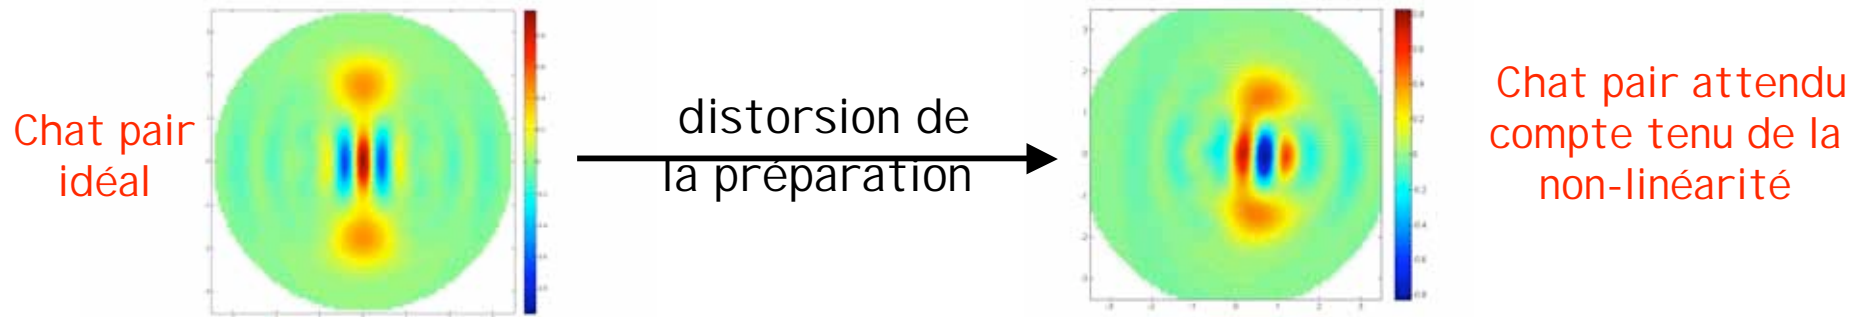 Chat pair
idéal
distorsion de
la préparation
Chat pair attendu
compte tenu de la
non-linéarité